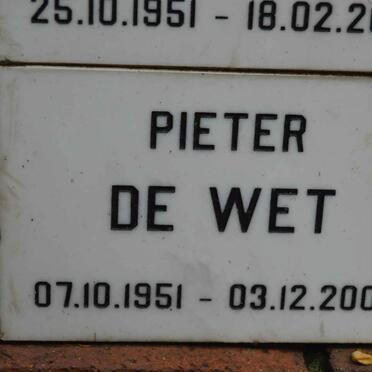 25.10.1951 - 18.02.2
PIETER
DE WET
07.10.1951 - 03.12.200